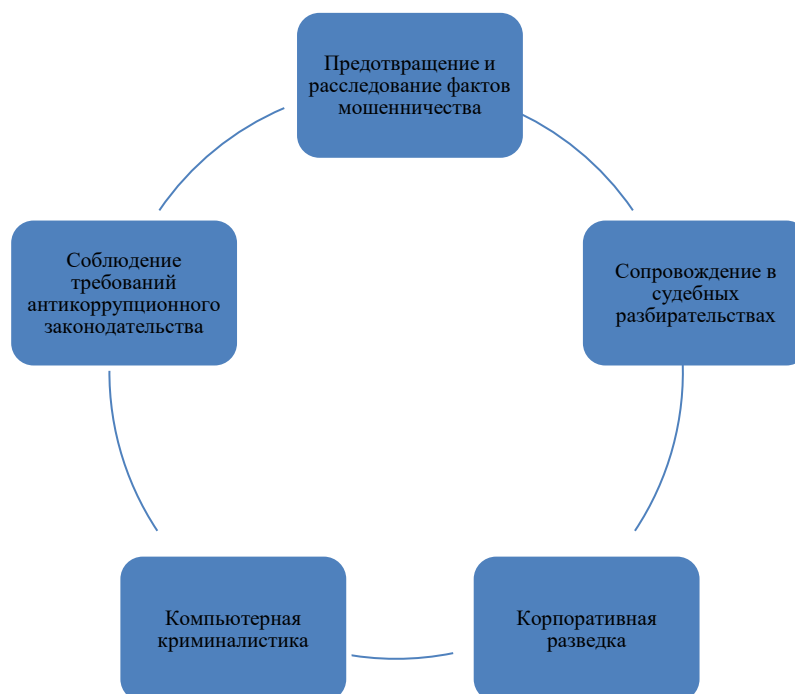 Предотвращение и
расследование фактов
мошенничества
Соблюдение
требований
антикоррупционного
законодательства
Сопровождение в
судебных
разбирательствах
Компьютерная
криминалистика
Корпоративная
разведка